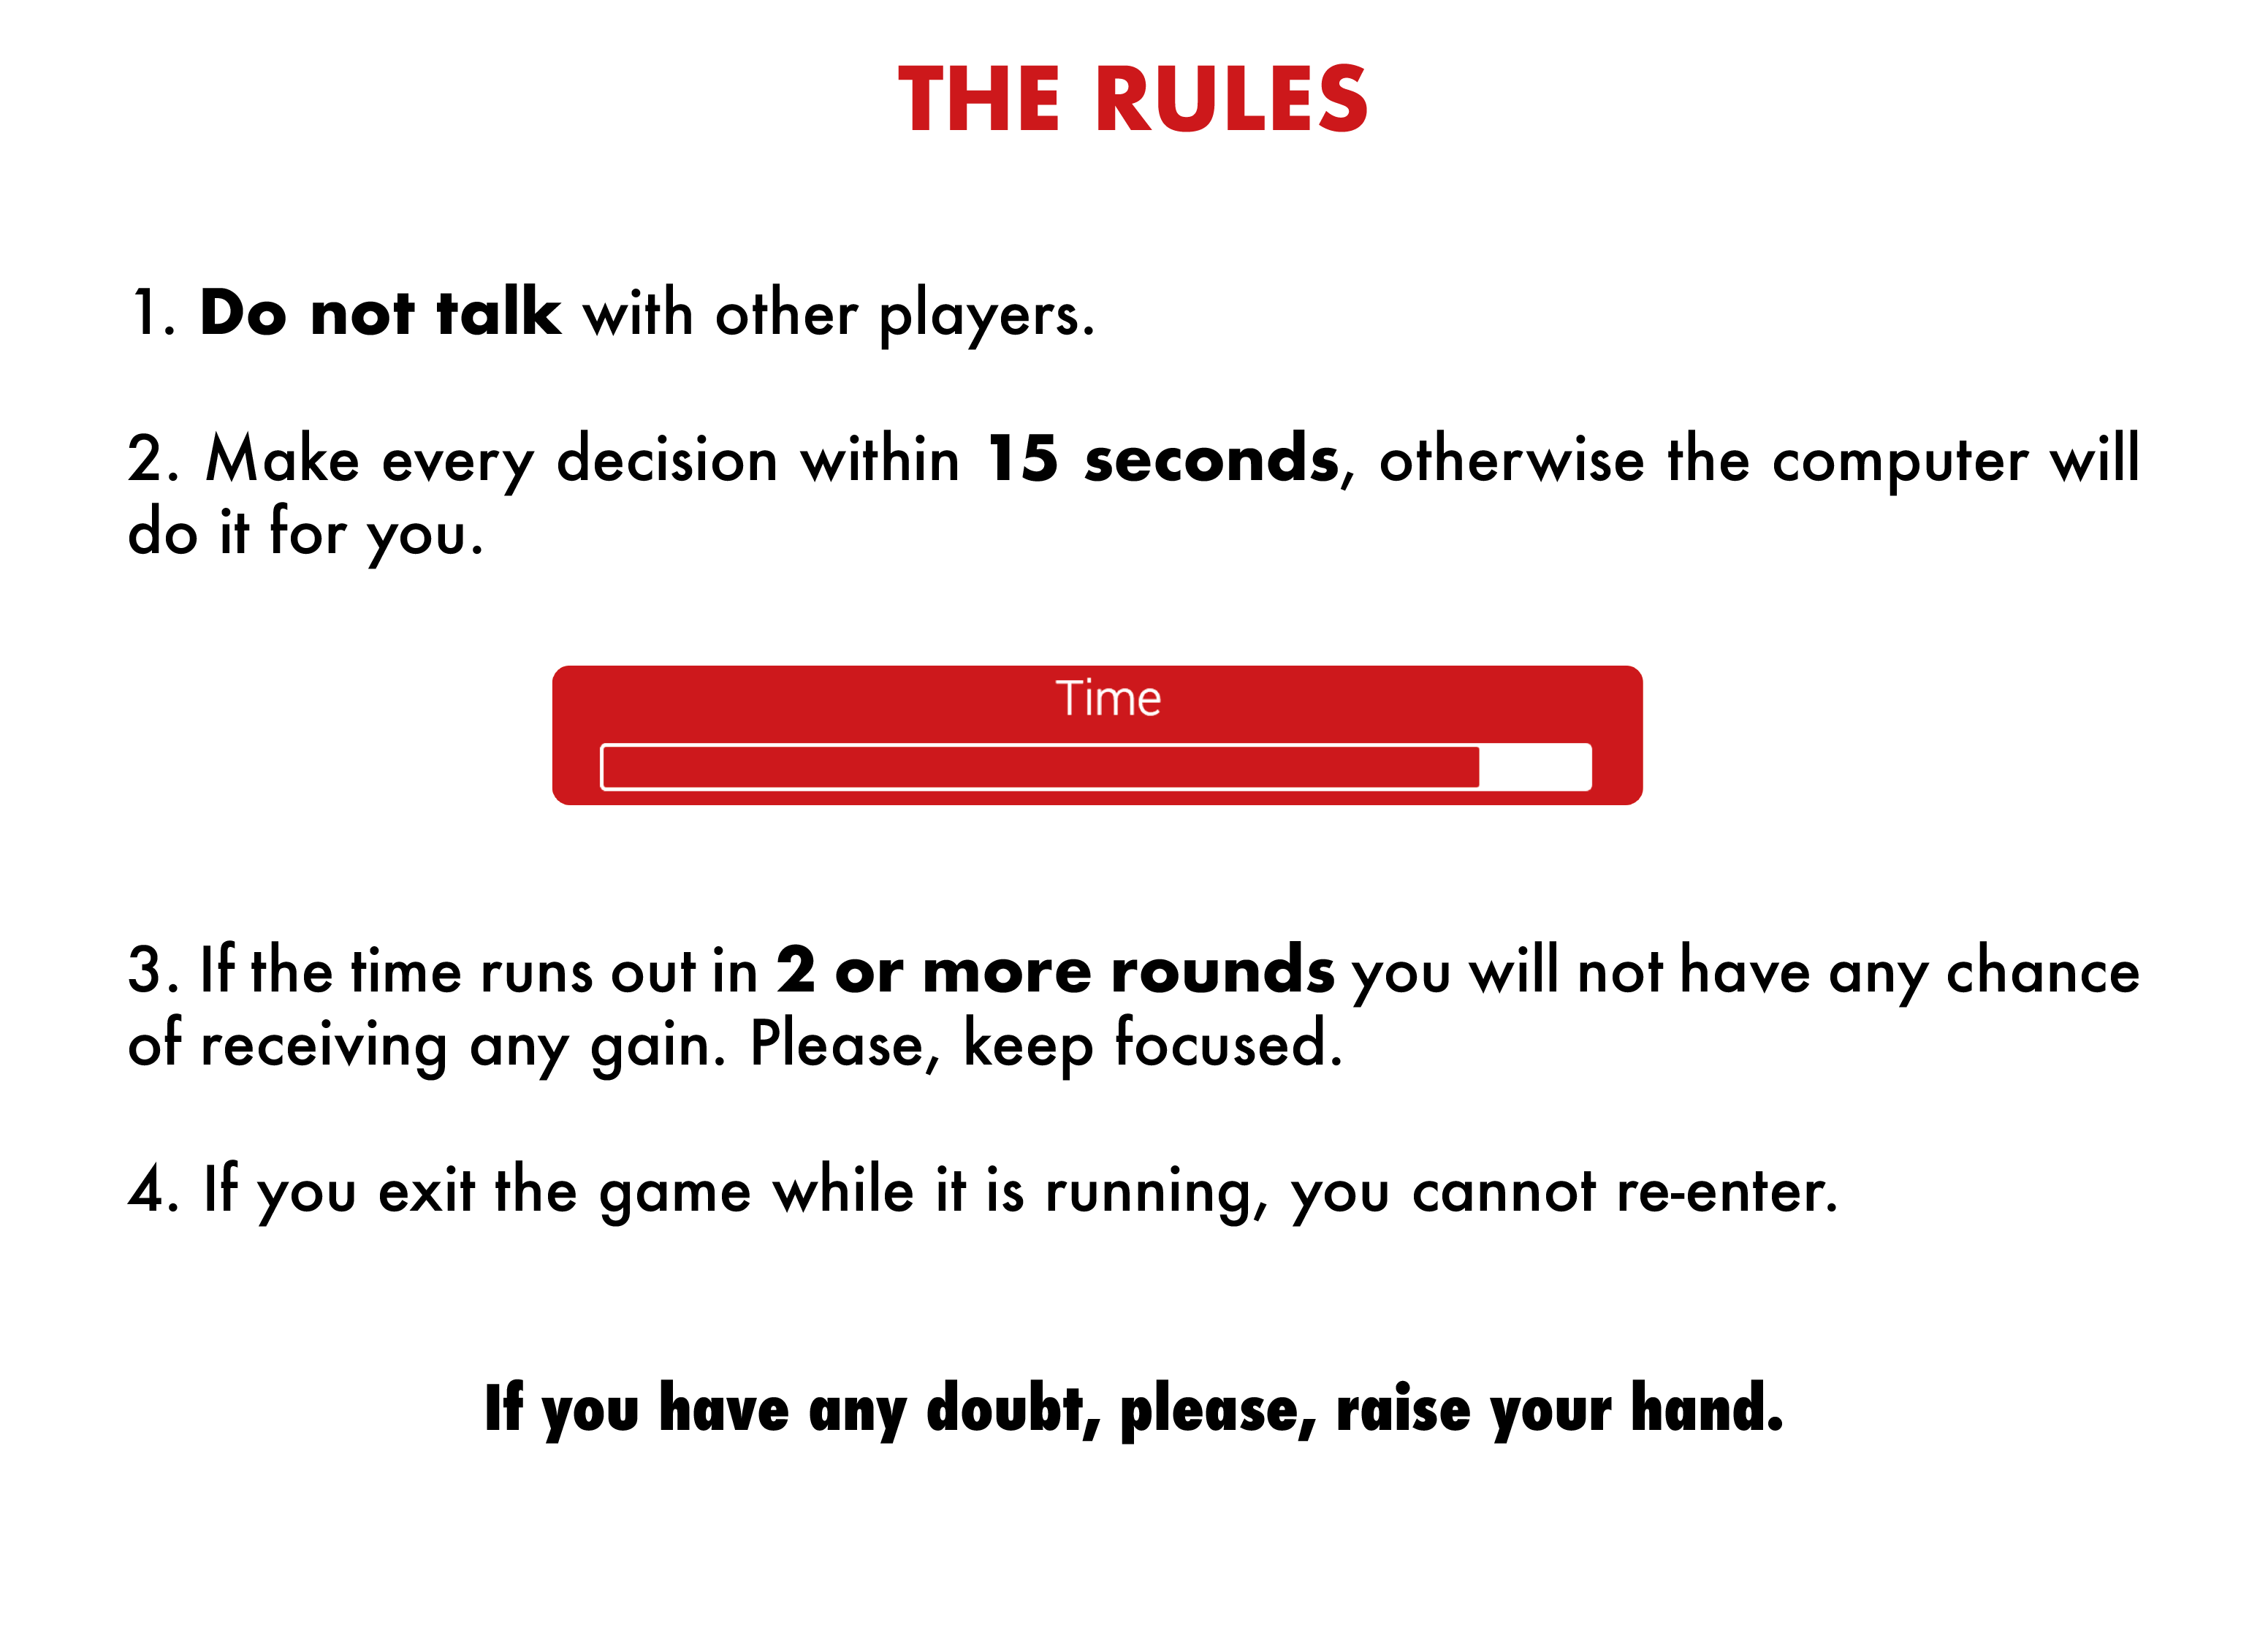 THE RULES
1. Do not talk with other players.
2. Make every decision within 15 seconds, otherwise the computer will
do it for you.
Time
3. If the time runs out in 2 or more rounds you will not have any chance
of receiving any gain. Please, keep focused.
4. If you exit the game while it is running, you cannot re-enter.
If you have any doubt, please, raise your hand.